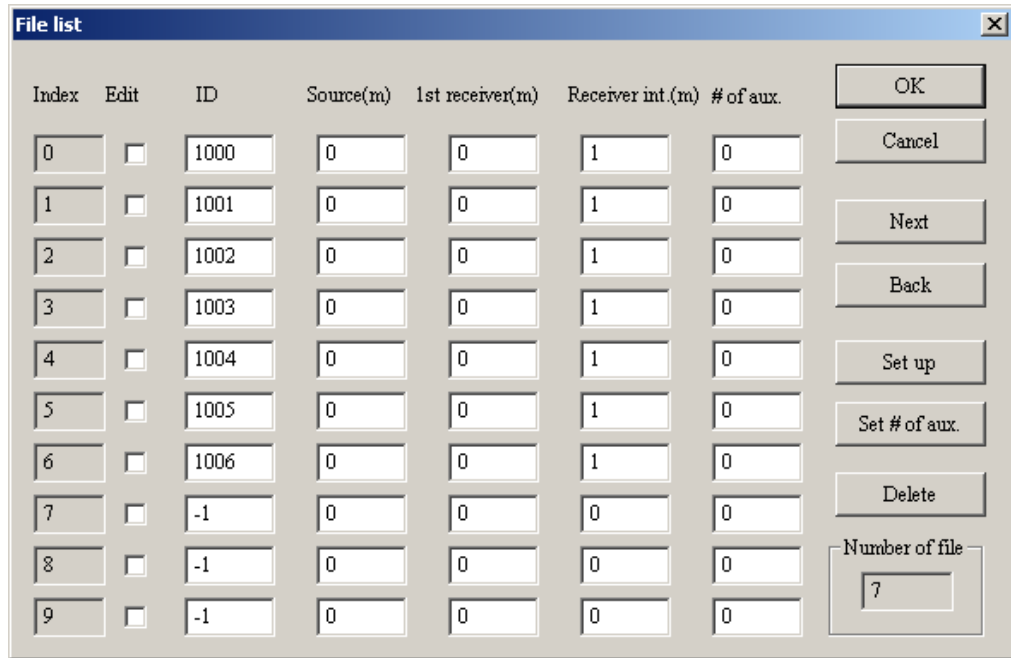 File list
Index Edit ID Source(m) 1st receiver(m) Receiver int.(m) # of aux.
OK
0 1000 0 0 1 0
Cancel
1 1001 0 0 1 0
Next
2 1002 0 0 1 0
Back
3 1003 0 0 1 0
4 1004 0 0 1 0
Set up
5 1005 0 0 1 0
Set # of aux.
6 1006 0 0 1 0
Delete
7 -1 0 0 0 0
Number of file
8 -1 0 0 0 0
7
9 -1 0 0 0 0